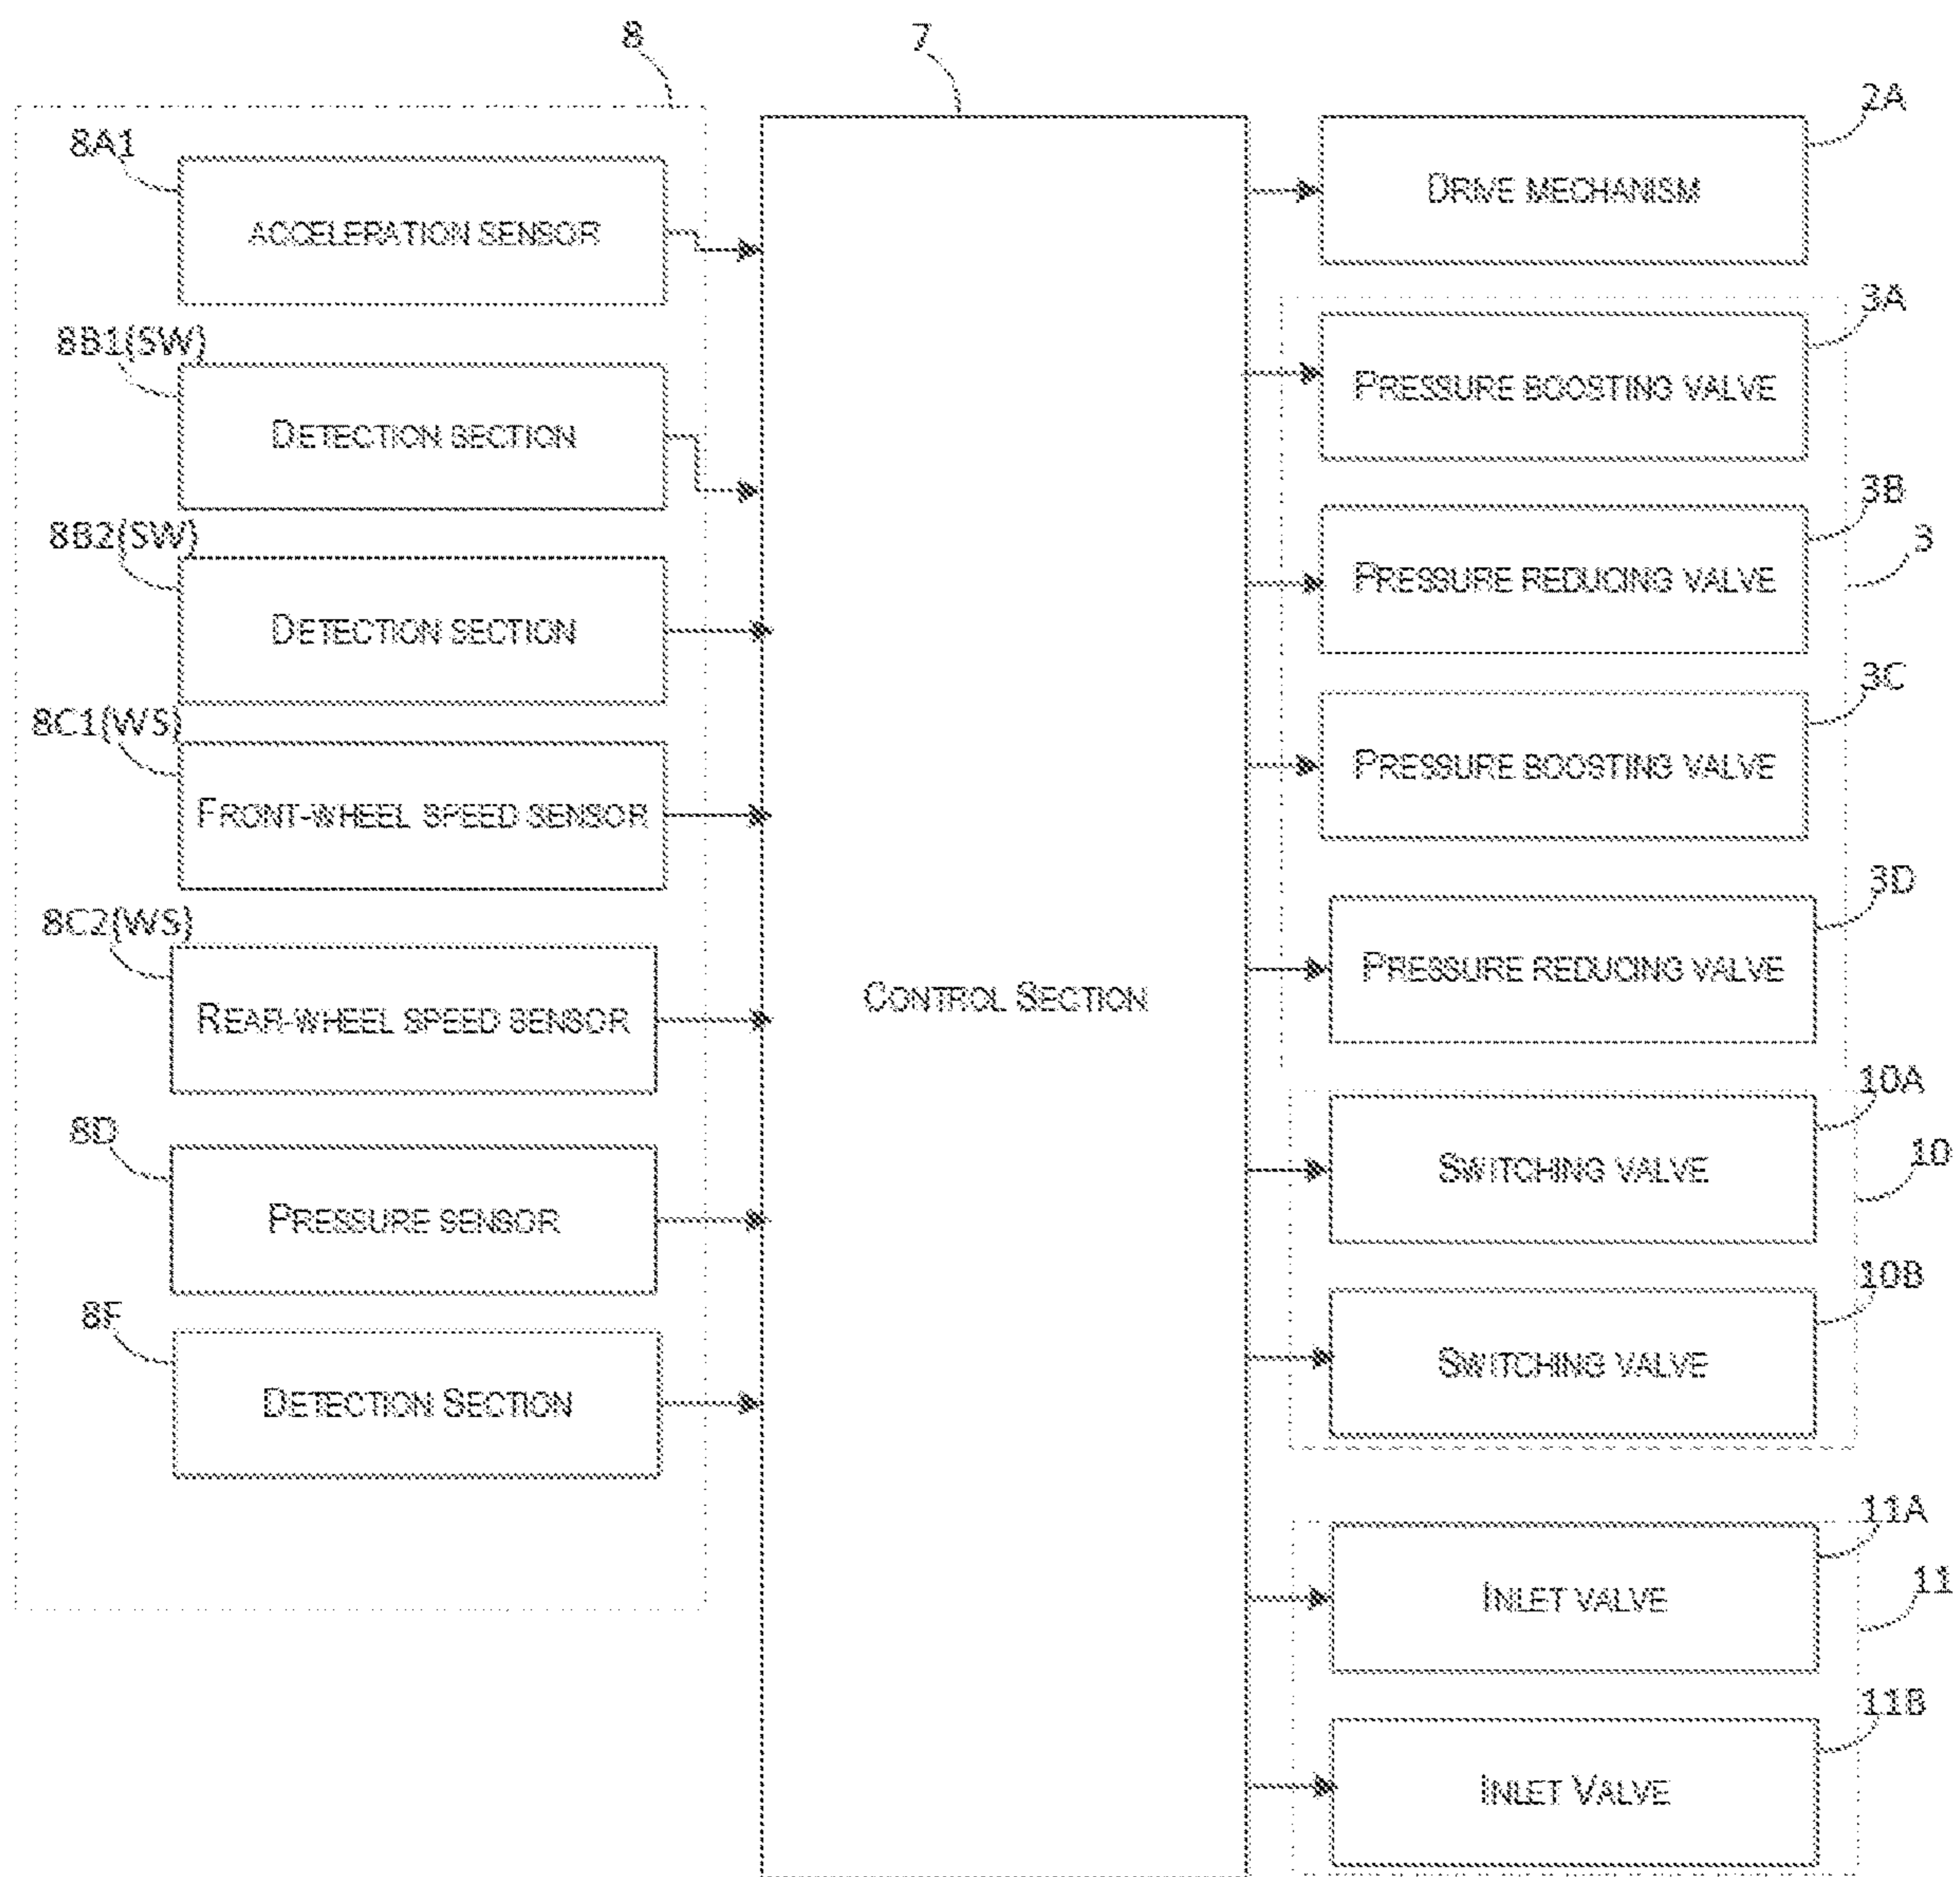 8
7
2A
8A1
ACCELERATION SENSOR
DRIVE MECHANISM
3A
8B1(SW)
DETECTION SECTION
PRESSURE BOOSTING VALVE
3B
8B2(SW)
DETECTION SECTION
PRESSURE REDUCING VALVE
3
3C
8C1(WS)
FRONT-WHEEL SPEED SENSOR
PRESSURE BOOSTING VALVE
3D
8C2(WS)
REAR-WHEEL SPEED SENSOR
CONTROL SECTION
PRESSURE REDUCING VALVE
10A
8D
PRESSURE SENSOR
SWITCHING VALVE
10
10B
8F
DETECTION SECTION
SWITCHING VALVE
11A
INLET VALVE
11
11B
INLET VALVE